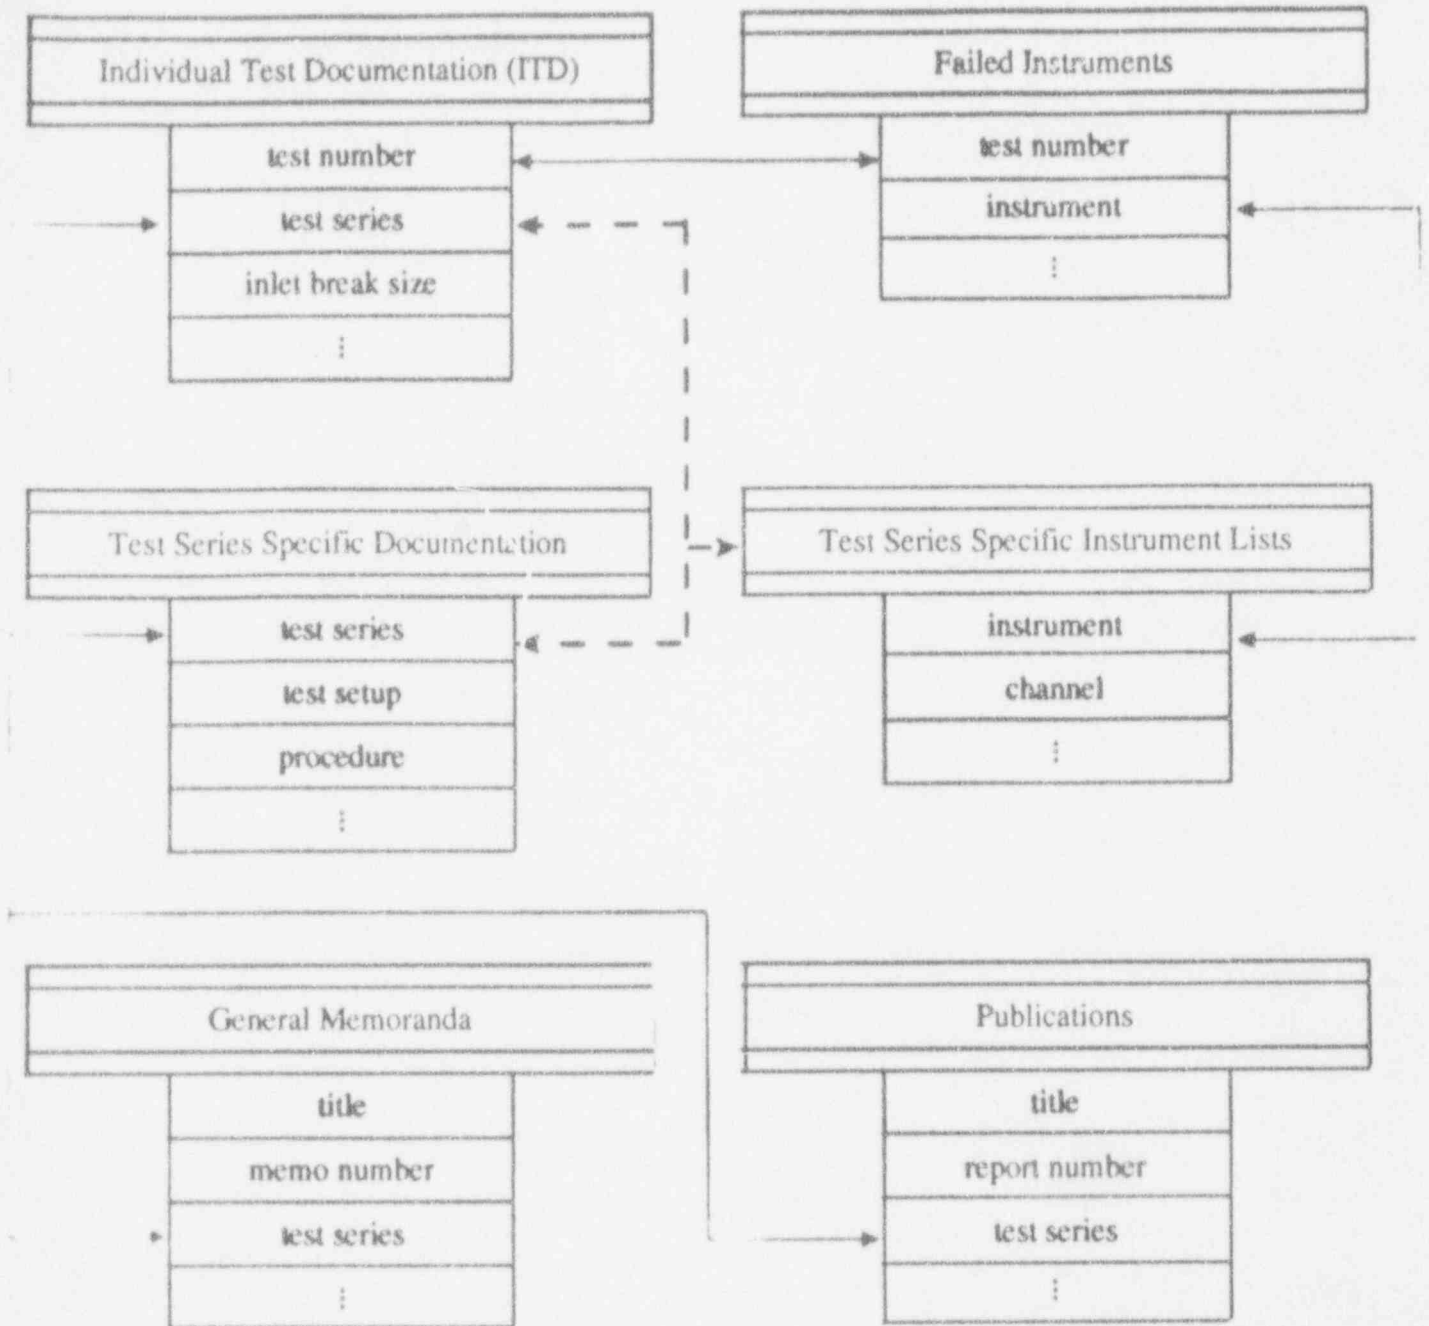 Individual Test Documentation (ITD)
test number
test series
inlet break size
⋮
Failed Instruments
test number
instrument
⋮
Test Series Specific Documentation
test series
test setup
procedure
⋮
Test Series Specific Instrument Lists
instrument
channel
⋮
General Memoranda
title
memo number
test series
⋮
Publications
title
report number
test series
⋮